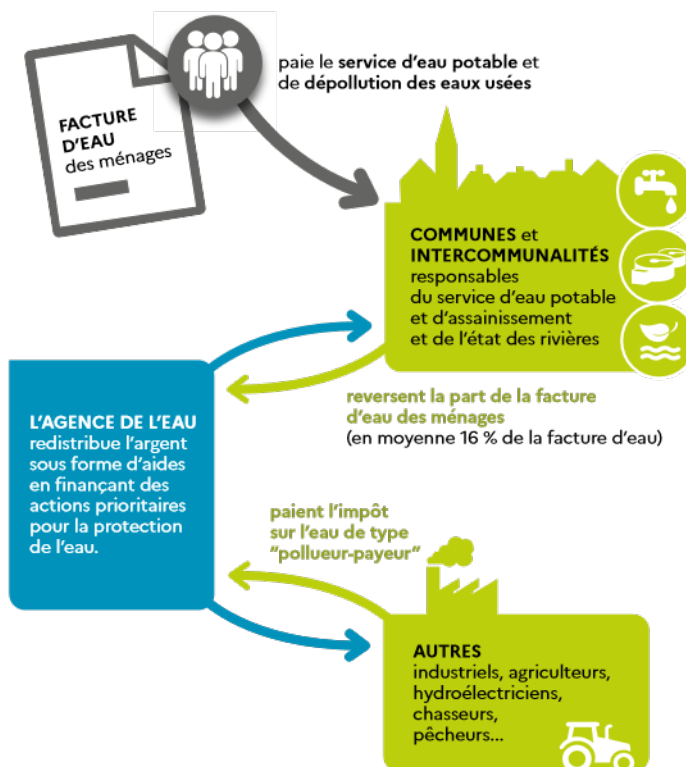 paie le service d'eau potable et
de dépollution des eaux usées
FACTURE
D'EAU
des ménages
COMMUNES et
INTERCOMMUNALITÉS
responsables
du service d'eau potable
et d'assainissement
et de l'état des rivières
reversent la part de la facture
d'eau des ménages
(en moyenne 16 % de la facture d'eau)
L'AGENCE DE L'EAU
redistribue l'argent
sous forme d'aides
en finançant des
actions prioritaires
pour la protection
de l'eau.
paient l'impôt
sur l'eau de type
"pollueur-payeur"
AUTRES
industriels, agriculteurs,
hydroélectriciens,
chasseurs,
pêcheurs...